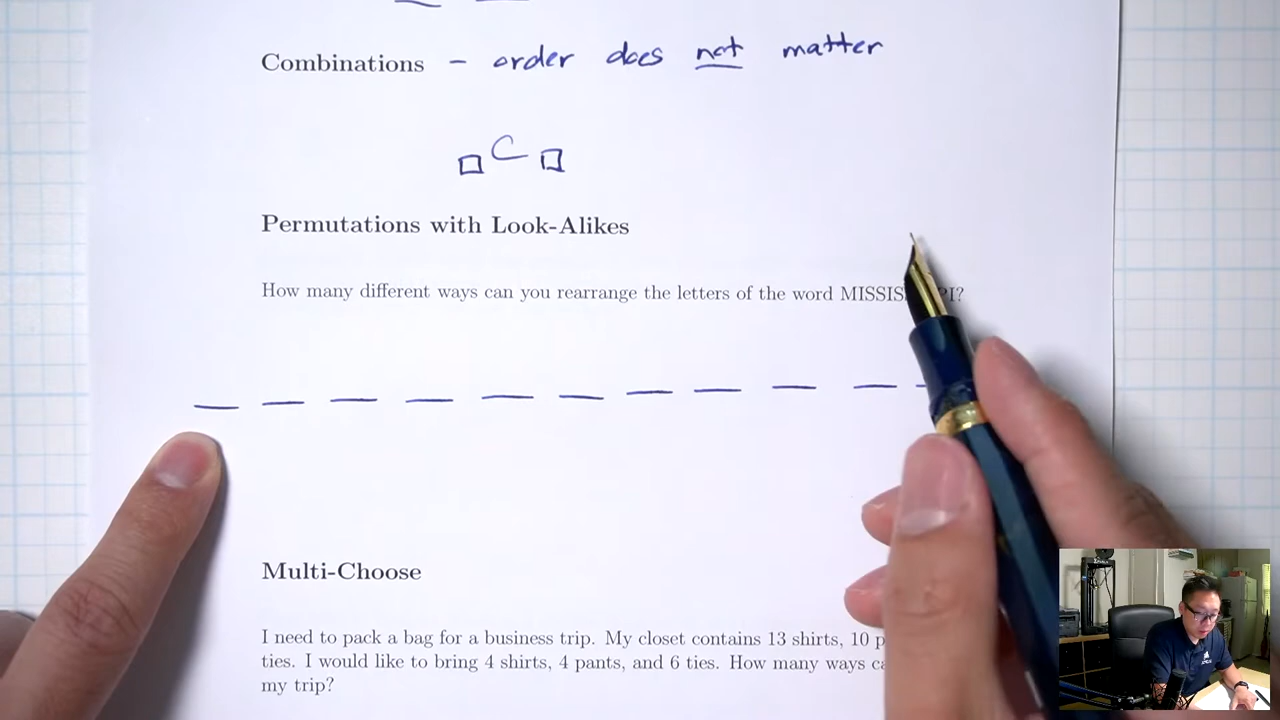 Combinations – order does not matter
□ C □
Permutations with Look-Alikes
How many different ways can you rearrange the letters of the word
Multi-Choose
I need to pack a bag for a business trip. My closet contains 13 shirts, 10
ties. I would like to bring 4 shirts, 4 pants, and 6 ties. How many ways
my trip?